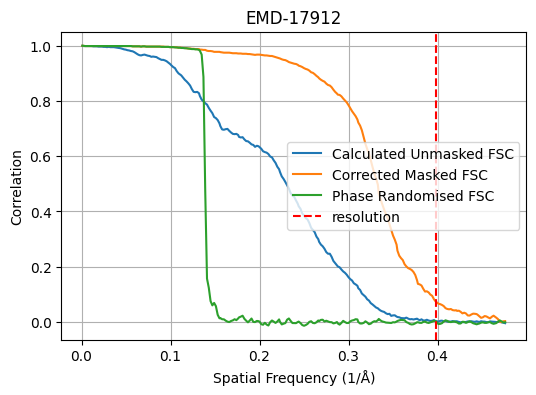 EMD-17912
Correlation
1.0
0.8
0.6
0.4
0.2
0.0
Calculated Unmasked FSC
Corrected Masked FSC
Phase Randomised FSC
resolution
0.0 0.1 0.2 0.3 0.4
Spatial Frequency (1/Å)